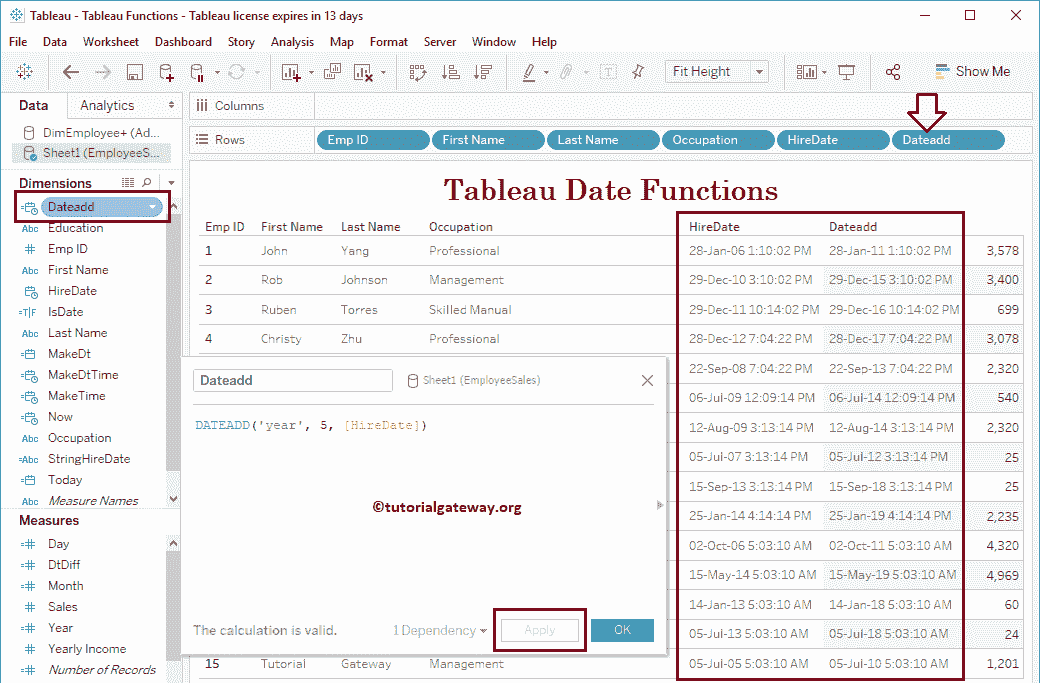 Tableau - Tableau Functions - Tableau license expires in 13 days
File Data Worksheet Dashboard Story Analysis Map Format Server Window Help
Fit Height Show Me
Data Analytics Columns
DimEmployee+ (Ad...
Rows Emp ID First Name Last Name Occupation HireDate Dateadd
Sheet1 (EmployeeS...
Dimensions
Dateadd
Abc Education
Emp ID
Abc First Name
HireDate
=T|F IsDate
Abc Last Name
MakeDt
MakeDtTime
MakeTime
Now
Abc Occupation
=Abc StringHireDate
Today
Abc Measure Names
Measures
=# Day
=# DtDiff
=# Month
# Sales
=# Year
# Yearly Income
=# Number of Records
Tableau Date Functions
Emp ID First Name Last Name Occupation HireDate Dateadd
1 John Yang Professional 28-Jan-06 1:10:02 PM 28-Jan-11 1:10:02 PM 3,578
2 Rob Johnson Management 29-Dec-10 3:10:02 PM 29-Dec-15 3:10:02 PM 3,400
3 Ruben Torres Skilled Manual 29-Dec-11 10:14:02 PM 29-Dec-16 10:14:02 PM 699
4 Christy Zhu Professional 28-Dec-12 7:04:22 PM 28-Dec-17 7:04:22 PM 3,078
22-Sep-08 7:04:22 PM 22-Sep-13 7:04:22 PM 2,320
06-Jul-09 12:09:14 PM 06-Jul-14 12:09:14 PM 540
12-Aug-09 3:13:14 PM 12-Aug-14 3:13:14 PM 2,320
05-Jul-07 3:13:14 PM 05-Jul-12 3:13:14 PM 25
15-Sep-13 3:13:14 PM 15-Sep-18 3:13:14 PM 25
25-Jan-14 4:14:14 PM 25-Jan-19 4:14:14 PM 2,235
02-Oct-06 5:03:10 AM 02-Oct-11 5:03:10 AM 4,320
15-May-14 5:03:10 AM 15-May-19 5:03:10 AM 4,969
14-Jan-13 5:03:10 AM 14-Jan-18 5:03:10 AM 60
05-Jul-13 5:03:10 AM 05-Jul-18 5:03:10 AM 24
15 Tutorial Gateway Management 05-Jul-05 5:03:10 AM 05-Jul-10 5:03:10 AM 1,201
Dateadd Sheet1 (EmployeeSales)
DATEADD('year', 5, [HireDate])
©tutorialgateway.org
The calculation is valid. 1 Dependency Apply OK